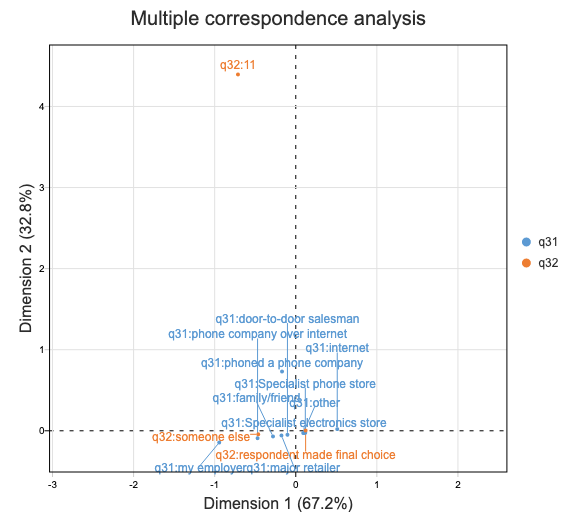 Multiple correspondence analysis
q32:11
4
3
2
1
0
Dimension 2 (32.8%)
q31
q32
q31:door-to-door salesman
q31:phone company over internet
q31:internet
q31:phoned a phone company
q31:Specialist phone store
q31:family/friend
q31:other
q31:Specialist electronics store
q32:someone else
q32:respondent made final choice
q31:my employer
q31:major retailer
-3
-2
-1
0
1
2
Dimension 1 (67.2%)